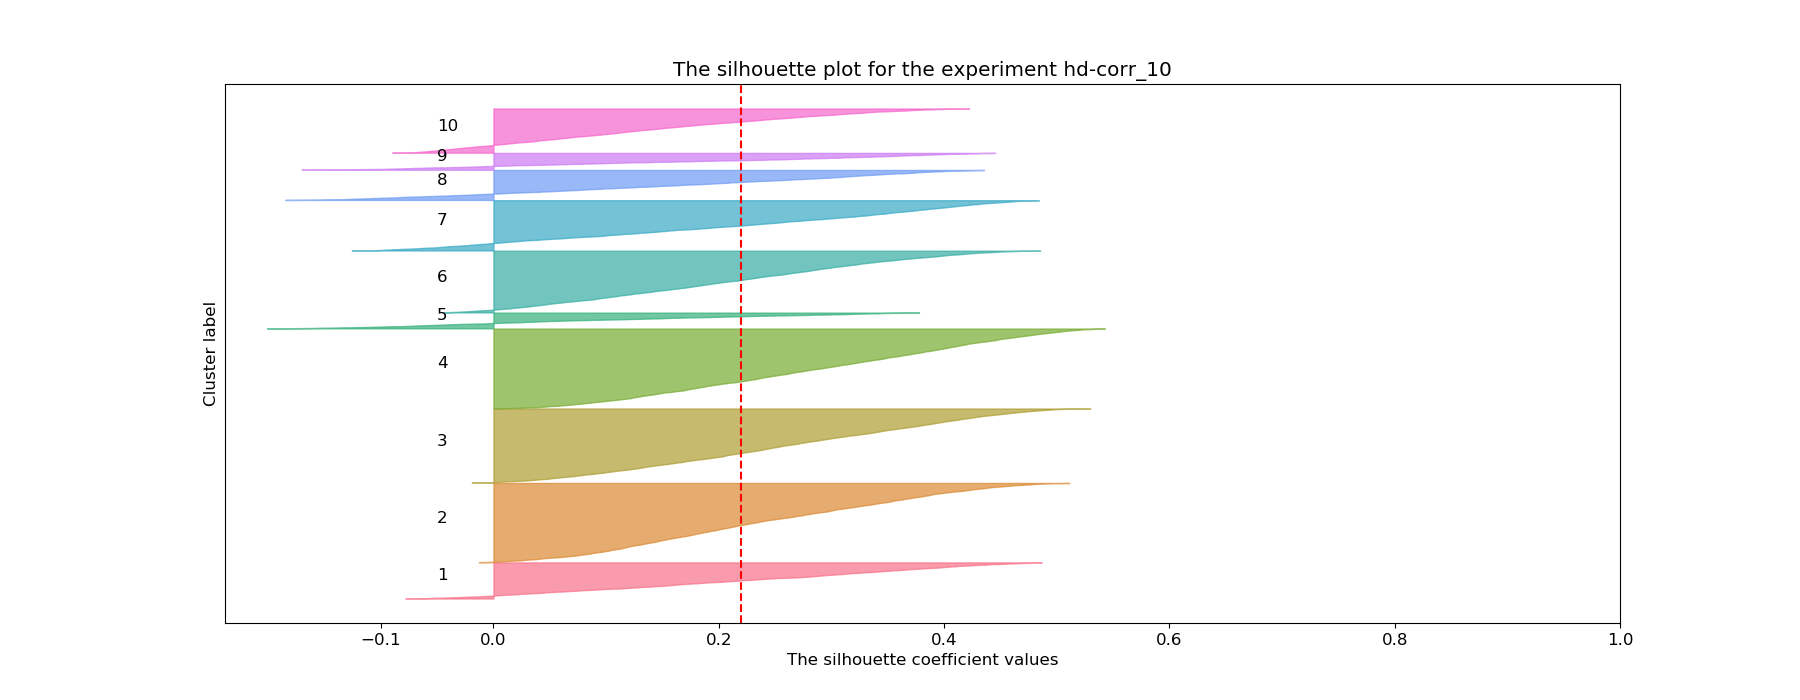 The silhouette plot for the experiment hd-corr_10
10
9
8
7
6
5
4
3
2
1
Cluster label
−0.1 0.0 0.2 0.4 0.6 0.8 1.0
The silhouette coefficient values